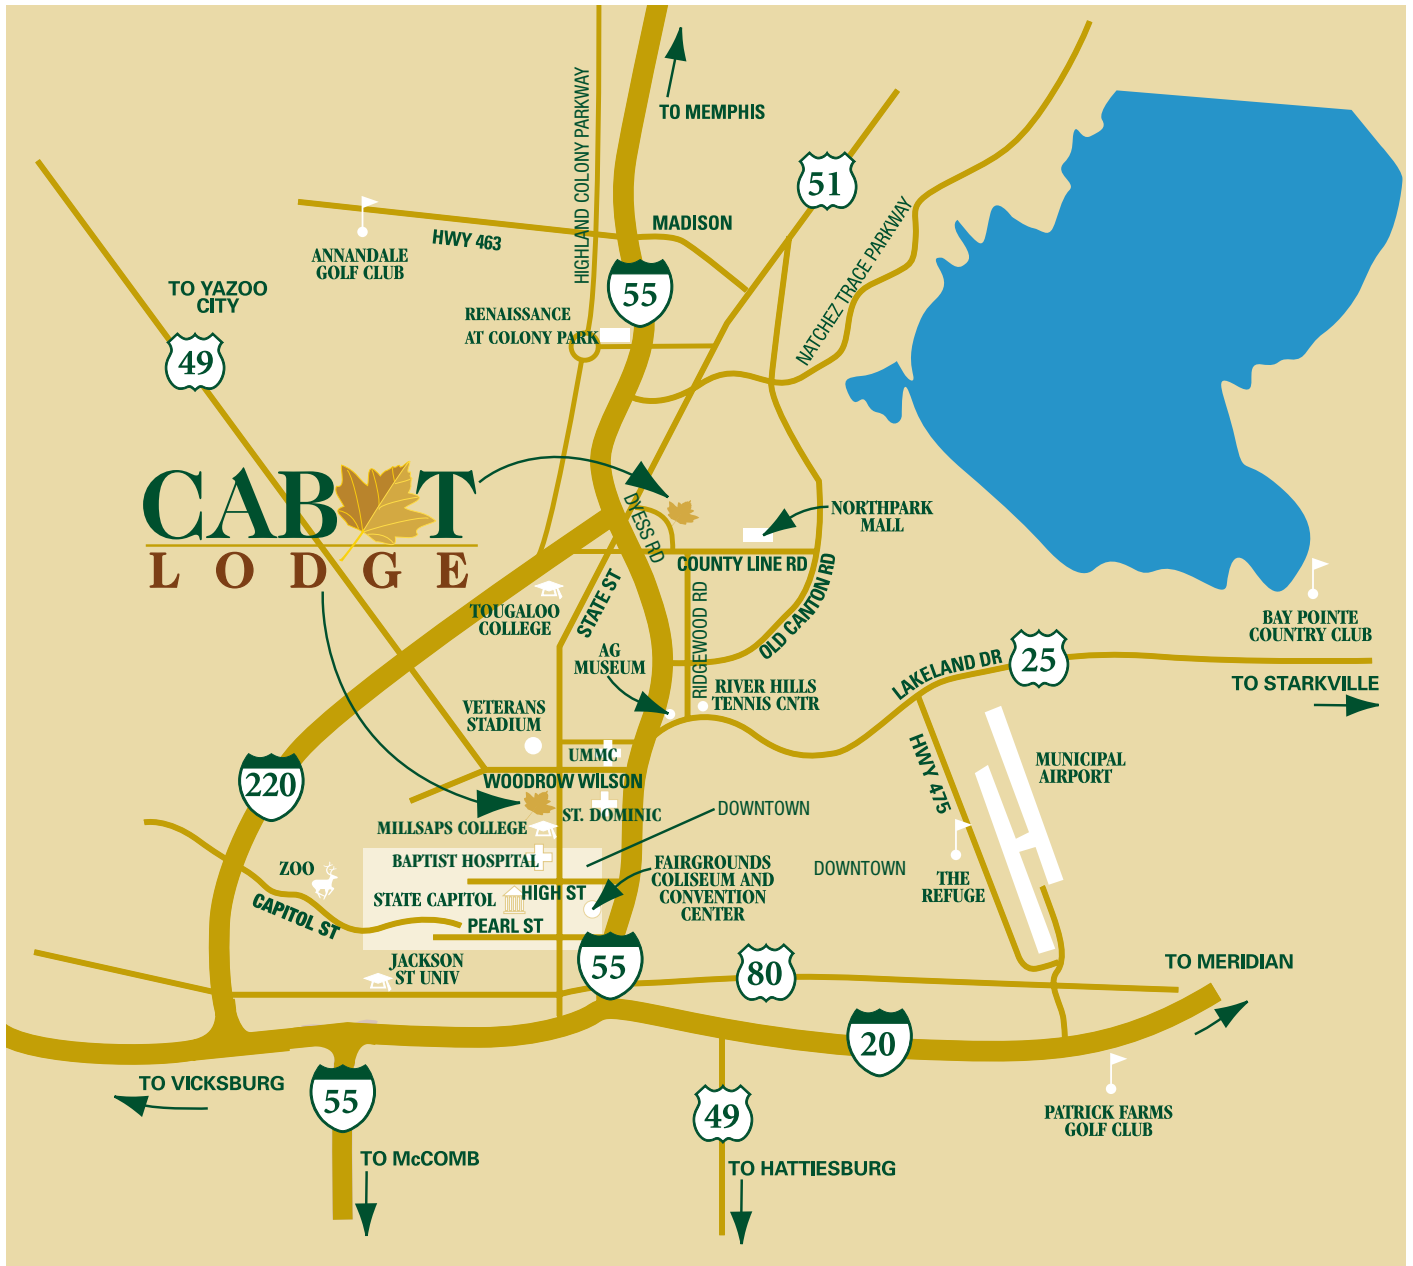 TO MEMPHIS
HIGHLAND COLONY PARKWAY
51
MADISON
HWY 463
ANNANDALE
GOLF CLUB
NATCHEZ TRACE PARKWAY
TO YAZOO
CITY
49
55
RENAISSANCE
AT COLONY PARK
CABOT
LODGE
DYESS RD
NORTHPARK
MALL
COUNTY LINE RD
STATE ST
RIDGEWOOD RD
OLD CANTON RD
TOUGALOO
COLLEGE
AG
MUSEUM
BAY POINTE
COUNTRY CLUB
LAKELAND DR
25
TO STARKVILLE
RIVER HILLS
TENNIS CNTR
VETERANS
STADIUM
UMMC
WOODROW WILSON
HWY 475
MUNICIPAL
AIRPORT
220
ST. DOMINIC
DOWNTOWN
MILLSAPS COLLEGE
BAPTIST HOSPITAL
ZOO
FAIRGROUNDS
COLISEUM AND
CONVENTION
CENTER
DOWNTOWN
THE
REFUGE
STATE CAPITOL
HIGH ST
CAPITOL ST
PEARL ST
JACKSON
ST UNIV
55
80
TO MERIDIAN
20
TO VICKSBURG
55
49
PATRICK FARMS
GOLF CLUB
TO McCOMB
TO HATTIESBURG